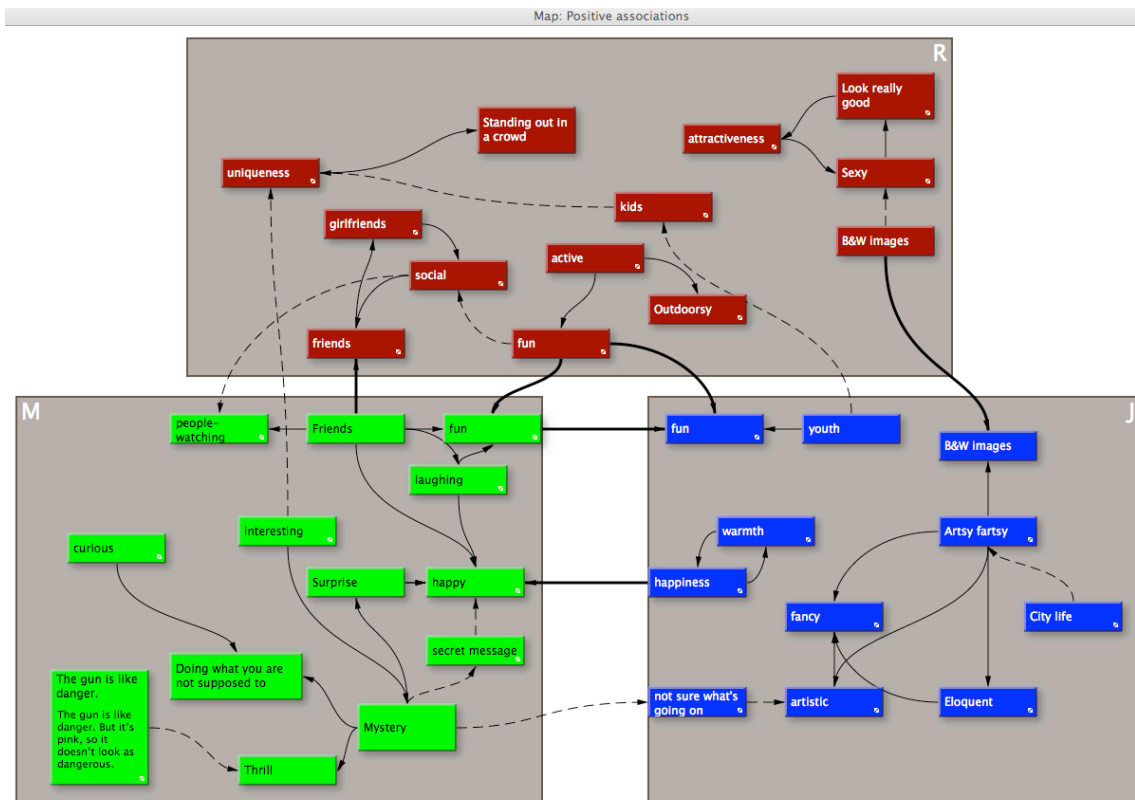 Map: Positive associations
R
Look really
good
Standing out in
a crowd
attractiveness
uniqueness
Sexy
kids
girlfriends
B&W images
active
social
Outdoorsy
friends
fun
M
J
people-
watching
Friends
fun
fun
youth
B&W images
laughing
interesting
warmth
Artsy fartsy
curious
Surprise
happy
happiness
fancy
City life
secret message
Doing what you are
not supposed to
The gun is like
danger.
The gun is like
danger. But it's
pink, so it
doesn't look as
dangerous.
not sure what's
going on
artistic
Eloquent
Mystery
Thrill